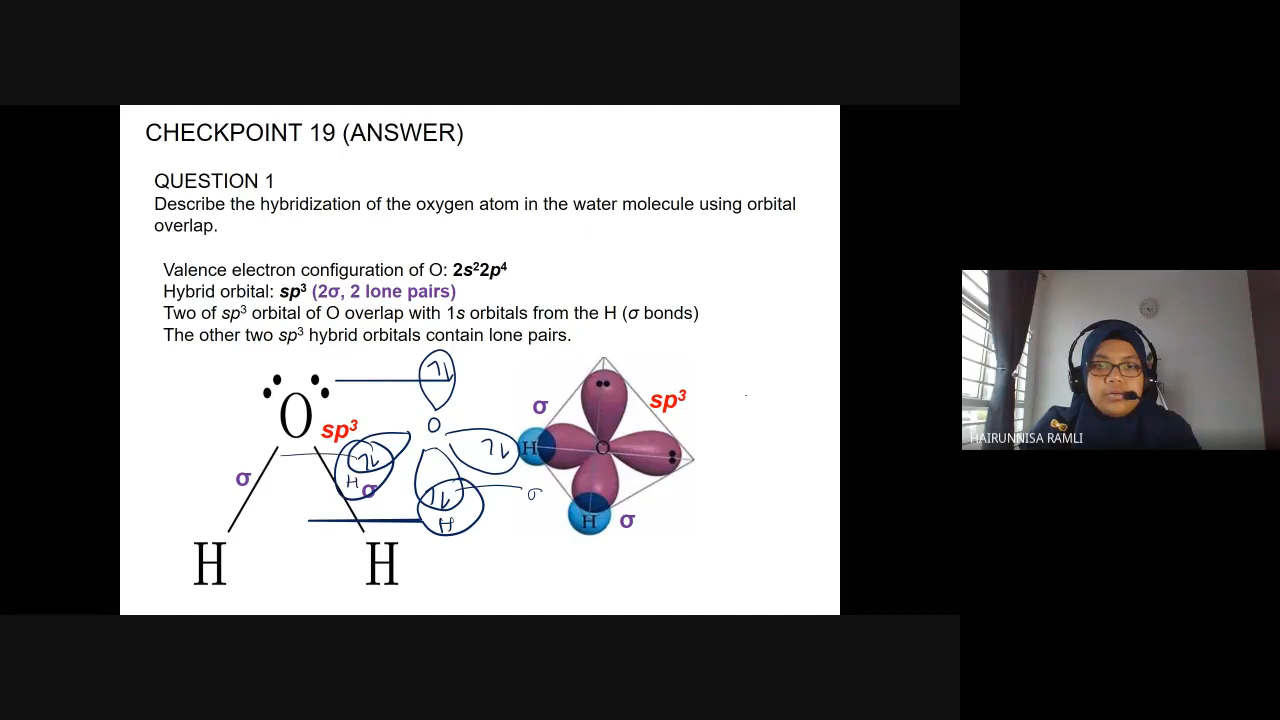 CHECKPOINT 19 (ANSWER)
QUESTION 1
Describe the hybridization of the oxygen atom in the water molecule using orbital
overlap.
Valence electron configuration of O: 2s²2p⁴
Hybrid orbital: sp³ (2σ, 2 lone pairs)
Two of sp³ orbital of O overlap with 1s orbitals from the H (σ bonds)
The other two sp³ hybrid orbitals contain lone pairs.
O
sp³
σ
σ
H
H
O
H
H
σ
σ
sp³
H
O
H
σ
HAIRUNNISA RAMLI